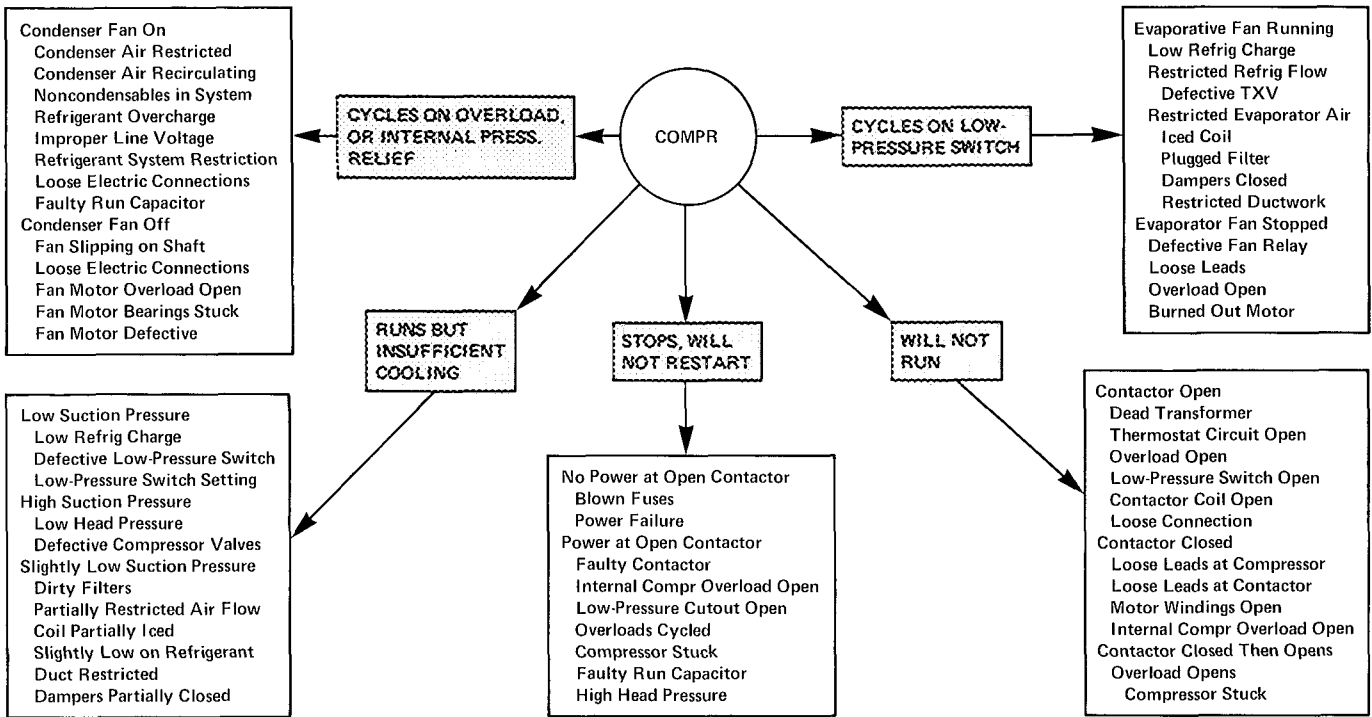 Condenser Fan On
Condenser Air Restricted
Condenser Air Recirculating
Noncondensables in System
Refrigerant Overcharge
Improper Line Voltage
Refrigerant System Restriction
Loose Electric Connections
Faulty Run Capacitor
Condenser Fan Off
Fan Slipping on Shaft
Loose Electric Connections
Fan Motor Overload Open
Fan Motor Bearings Stuck
Fan Motor Defective
CYCLES ON OVERLOAD,
OR INTERNAL PRESS.
RELIEF
COMPR
CYCLES ON LOW-
PRESSURE SWITCH
Evaporative Fan Running
Low Refrig Charge
Restricted Refrig Flow
Defective TXV
Restricted Evaporator Air
Iced Coil
Plugged Filter
Dampers Closed
Restricted Ductwork
Evaporator Fan Stopped
Defective Fan Relay
Loose Leads
Overload Open
Burned Out Motor
RUNS BUT
INSUFFICIENT
COOLING
STOPS, WILL
NOT RESTART
WILL NOT
RUN
Low Suction Pressure
Low Refrig Charge
Defective Low-Pressure Switch
Low-Pressure Switch Setting
High Suction Pressure
Low Head Pressure
Defective Compressor Valves
Slightly Low Suction Pressure
Dirty Filters
Partially Restricted Air Flow
Coil Partially Iced
Slightly Low on Refrigerant
Duct Restricted
Dampers Partially Closed
No Power at Open Contactor
Blown Fuses
Power Failure
Power at Open Contactor
Faulty Contactor
Internal Compr Overload Open
Low-Pressure Cutout Open
Overloads Cycled
Compressor Stuck
Faulty Run Capacitor
High Head Pressure
Contactor Open
Dead Transformer
Thermostat Circuit Open
Overload Open
Low-Pressure Switch Open
Contactor Coil Open
Loose Connection
Contactor Closed
Loose Leads at Compressor
Loose Leads at Contactor
Motor Windings Open
Internal Compr Overload Open
Contactor Closed Then Opens
Overload Opens
Compressor Stuck